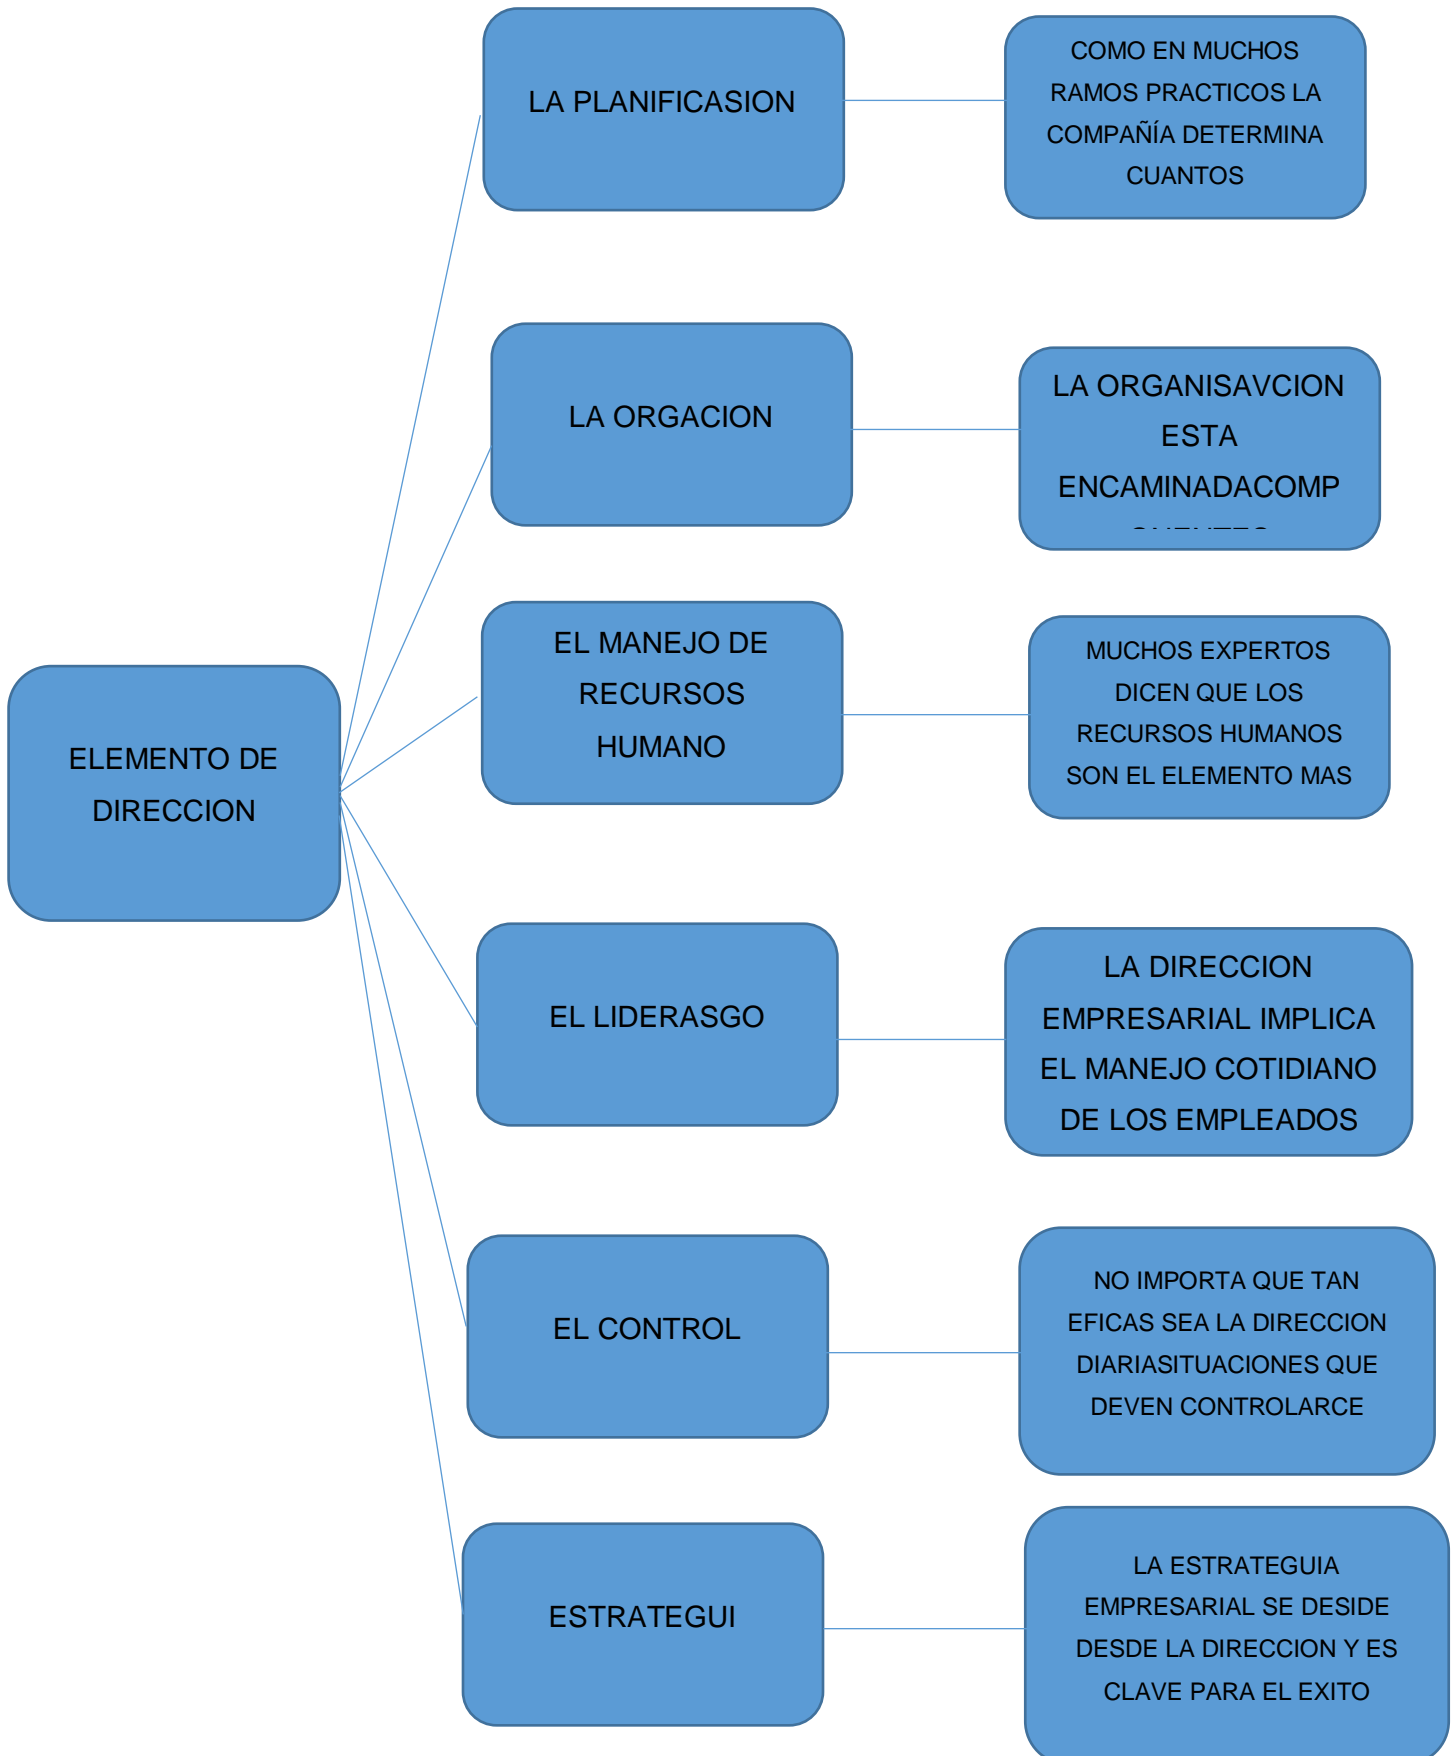 LA PLANIFICASION
COMO EN MUCHOS
RAMOS PRACTICOS LA
COMPAÑÍA DETERMINA
CUANTOS
LA ORGACION
LA ORGANISAVCION
ESTA
ENCAMINADACOMP
EL MANEJO DE
RECURSOS
HUMANO
MUCHOS EXPERTOS
DICEN QUE LOS
RECURSOS HUMANOS
SON EL ELEMENTO MAS
ELEMENTO DE
DIRECCION
EL LIDERASGO
LA DIRECCION
EMPRESARIAL IMPLICA
EL MANEJO COTIDIANO
DE LOS EMPLEADOS
EL CONTROL
NO IMPORTA QUE TAN
EFICAS SEA LA DIRECCION
DIARIASITUACIONES QUE
DEVEN CONTROLARCE
ESTRATEGUI
LA ESTRATEGUIA
EMPRESARIAL SE DESIDE
DESDE LA DIRECCION Y ES
CLAVE PARA EL EXITO